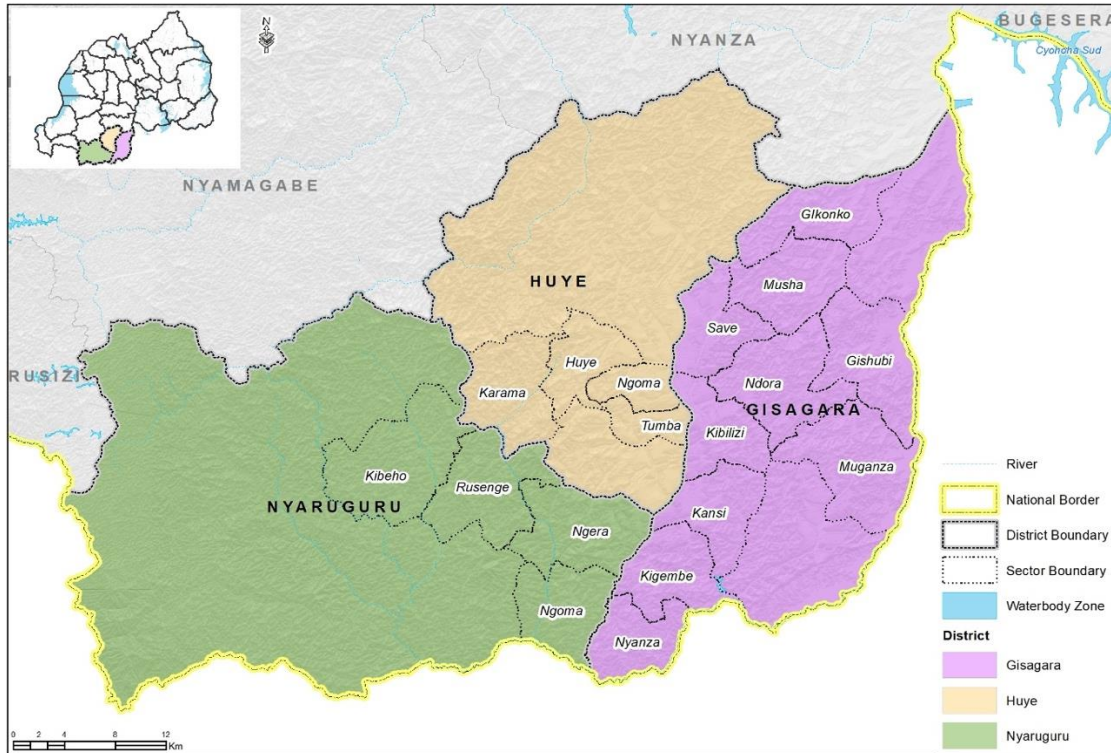 N
BUGESERA
NYANZA
Cyohoha Sud
NYAMAGABE
GIkonko
HUYE
Musha
Save
Huye
Gishubi
RUSIZI
Karama
Ngoma
Ndora
GISAGARA
Tumba
Kibilizi
Kibeho
Rusenge
Muganza
NYARUGURU
Kansi
Ngera
Kigembe
Ngoma
Nyanza
River
National Border
District Boundary
Sector Boundary
Waterbody Zone
District
Gisagara
Huye
Nyaruguru
0 2 4 8 12
Km